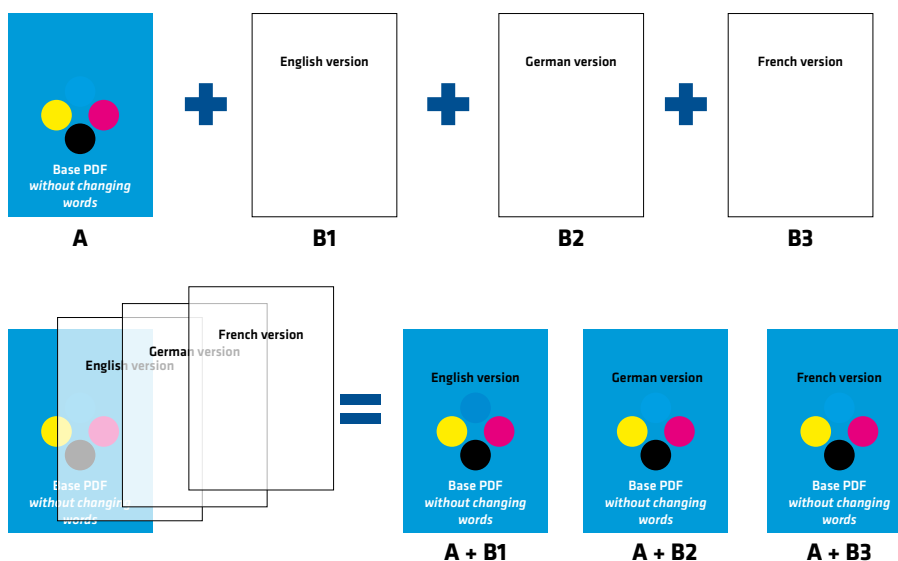 English version
German version
French version
Base PDF
without changing
words
A
B1
B2
B3
French version
German version
English version
Base PDF
without changing
words
English version
German version
French version
Base PDF
without changing
words
Base PDF
without changing
words
Base PDF
without changing
words
A + B1
A + B2
A + B3